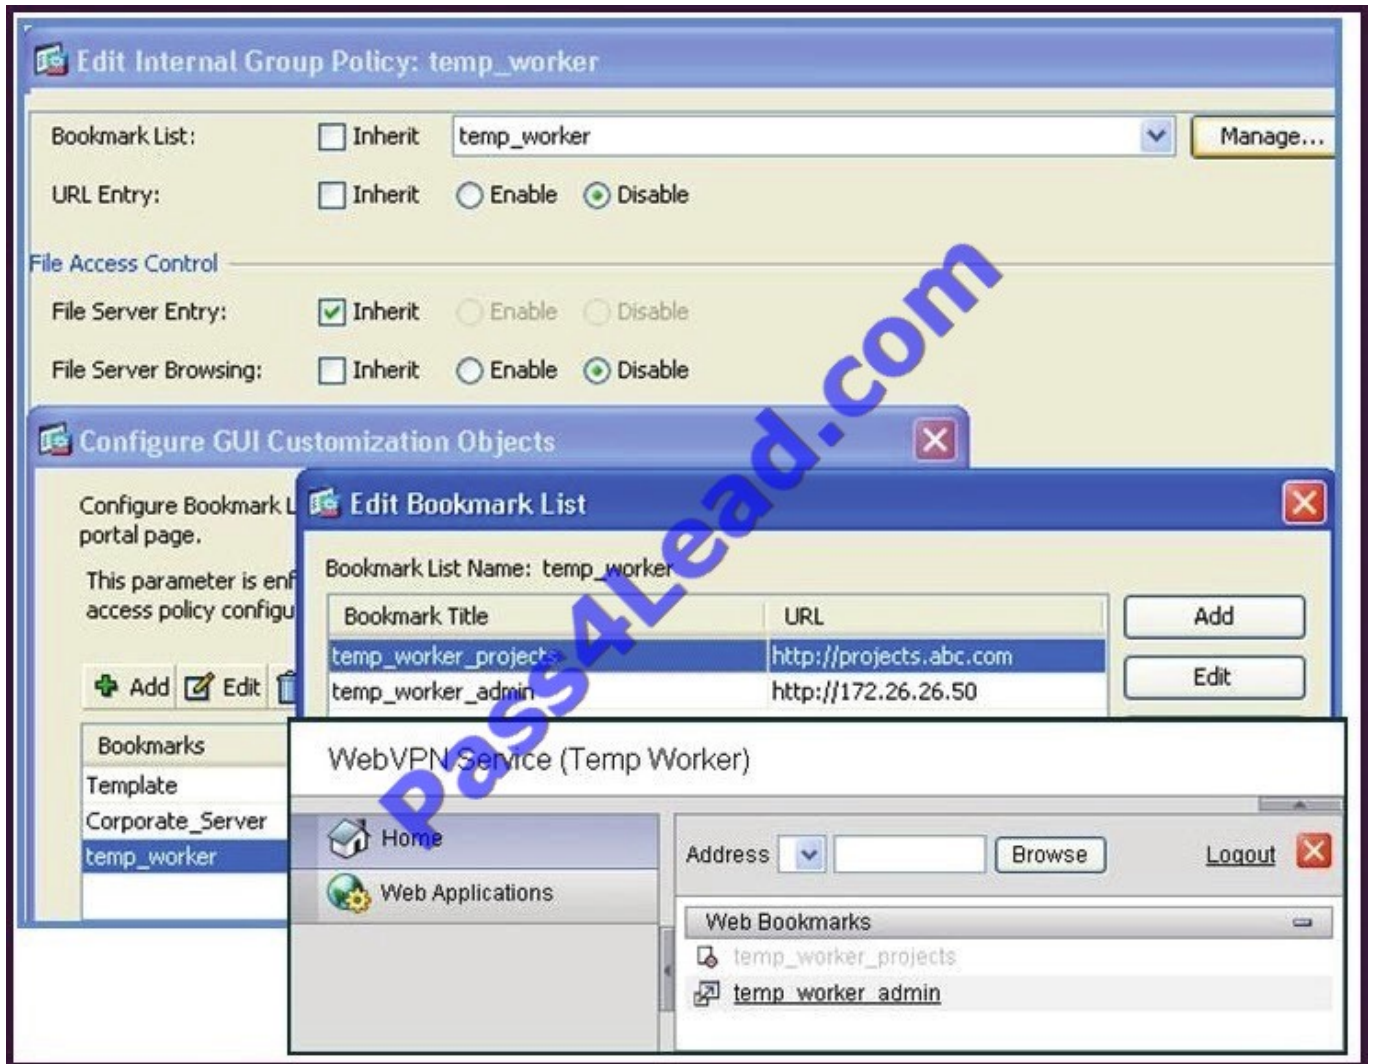 Edit Internal Group Policy: temp_worker
Bookmark List: Inherit temp_worker Manage...
URL Entry: Inherit Enable Disable
File Access Control
File Server Entry: Inherit Enable Disable
File Server Browsing: Inherit Enable Disable
Configure GUI Customization Objects
Configure Bookmark L
portal page.
This parameter is enf
access policy configu
Add Edit
Bookmarks
Template
Corporate_Server
temp_worker
Edit Bookmark List
Bookmark List Name: temp_worker
Bookmark Title URL
temp_worker_projects http://projects.abc.com
temp_worker_admin http://172.26.26.50
Add
Edit
WebVPN Service (Temp Worker)
Home
Web Applications
Address Browse Logout
Web Bookmarks
temp_worker_projects
temp_worker_admin
Pass4Lead.com